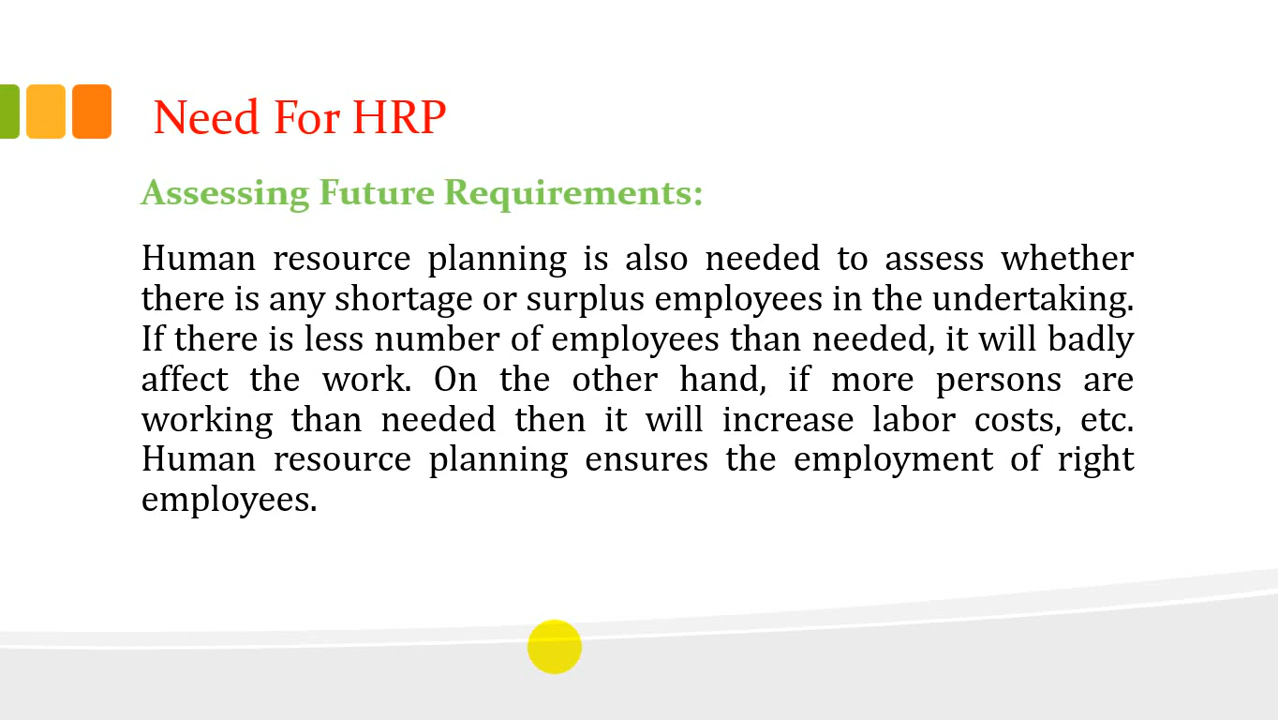 Need For HRP
Assessing Future Requirements:
Human resource planning is also needed to assess whether
there is any shortage or surplus employees in the undertaking.
If there is less number of employees than needed, it will badly
affect the work. On the other hand, if more persons are
working than needed then it will increase labor costs, etc.
Human resource planning ensures the employment of right
employees.